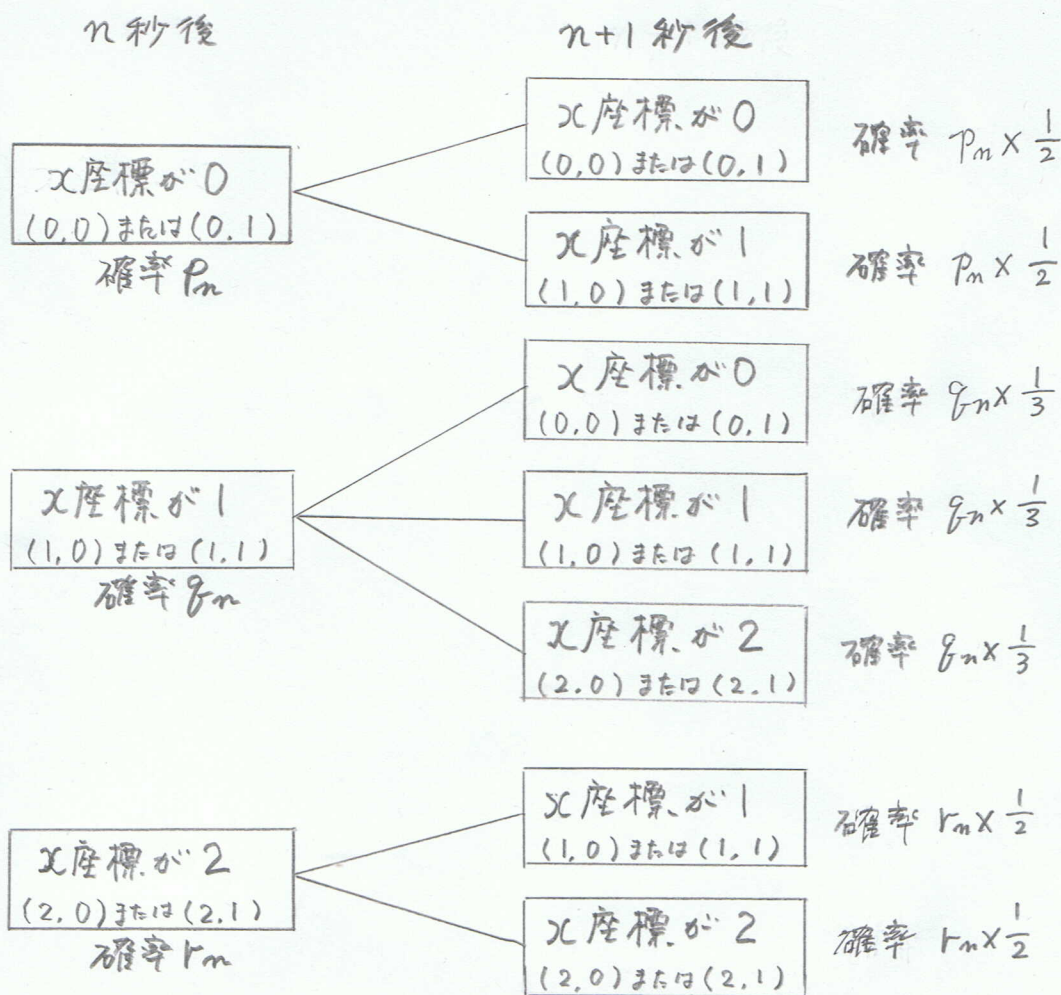 n秒後
n+1秒後
x座標が0
(0,0)または(0,1)
確率 pn
x座標が0
(0,0)または(0,1)
確率 pn × 1/2
x座標が1
(1,0)または(1,1)
確率 pn × 1/2
x座標が1
(1,0)または(1,1)
確率 qn
x座標が0
(0,0)または(0,1)
確率 qn × 1/3
x座標が1
(1,0)または(1,1)
確率 qn × 1/3
x座標が2
(2,0)または(2,1)
確率 qn × 1/3
x座標が2
(2,0)または(2,1)
確率 rn
x座標が1
(1,0)または(1,1)
確率 rn × 1/2
x座標が2
(2,0)または(2,1)
確率 rn × 1/2